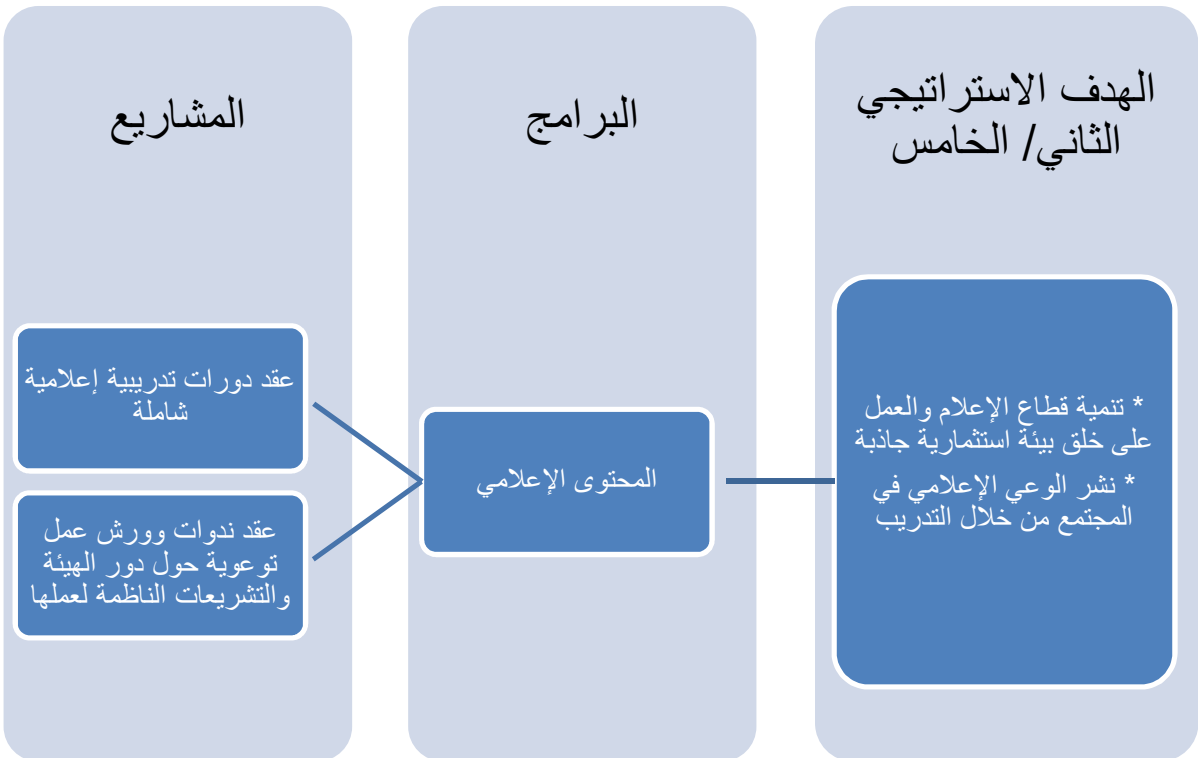 الهدف الاستراتيجي
الثاني/ الخامس
* تنمية قطاع الإعلام والعمل
على خلق بيئة استثمارية جاذبة
* نشر الوعي الإعلامي في
المجتمع من خلال التدريب
البرامج
المحتوى الإعلامي
المشاريع
عقد دورات تدريبية إعلامية
شاملة
عقد ندوات وورش عمل
توعوية حول دور الهيئة
والتشريعات الناظمة لعملها